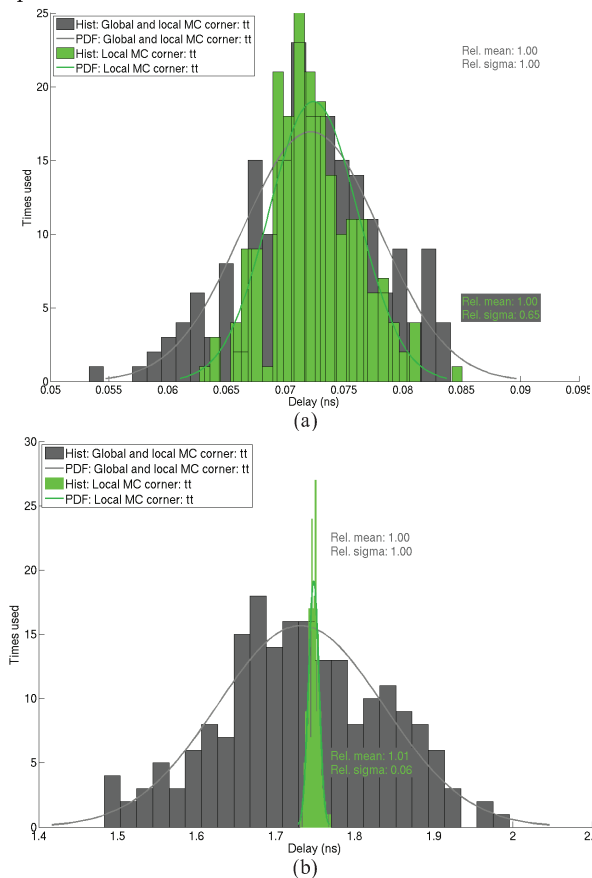 25
20
15
10
5
0
Times used
Hist: Global and local MC corner: tt
PDF: Global and local MC corner: tt
Hist: Local MC corner: tt
PDF: Local MC corner: tt
Rel. mean: 1.00
Rel. sigma: 1.00
Rel. mean: 1.00
Rel. sigma: 0.65
0.05 0.055 0.06 0.065 0.07 0.075 0.08 0.085 0.09 0.095
Delay (ns)
(a)
30
25
20
15
10
5
0
Times used
Hist: Global and local MC corner: tt
PDF: Global and local MC corner: tt
Hist: Local MC corner: tt
PDF: Local MC corner: tt
Rel. mean: 1.00
Rel. sigma: 1.00
Rel. mean: 1.01
Rel. sigma: 0.06
1.4 1.5 1.6 1.7 1.8 1.9 2 2.
Delay (ns)
(b)